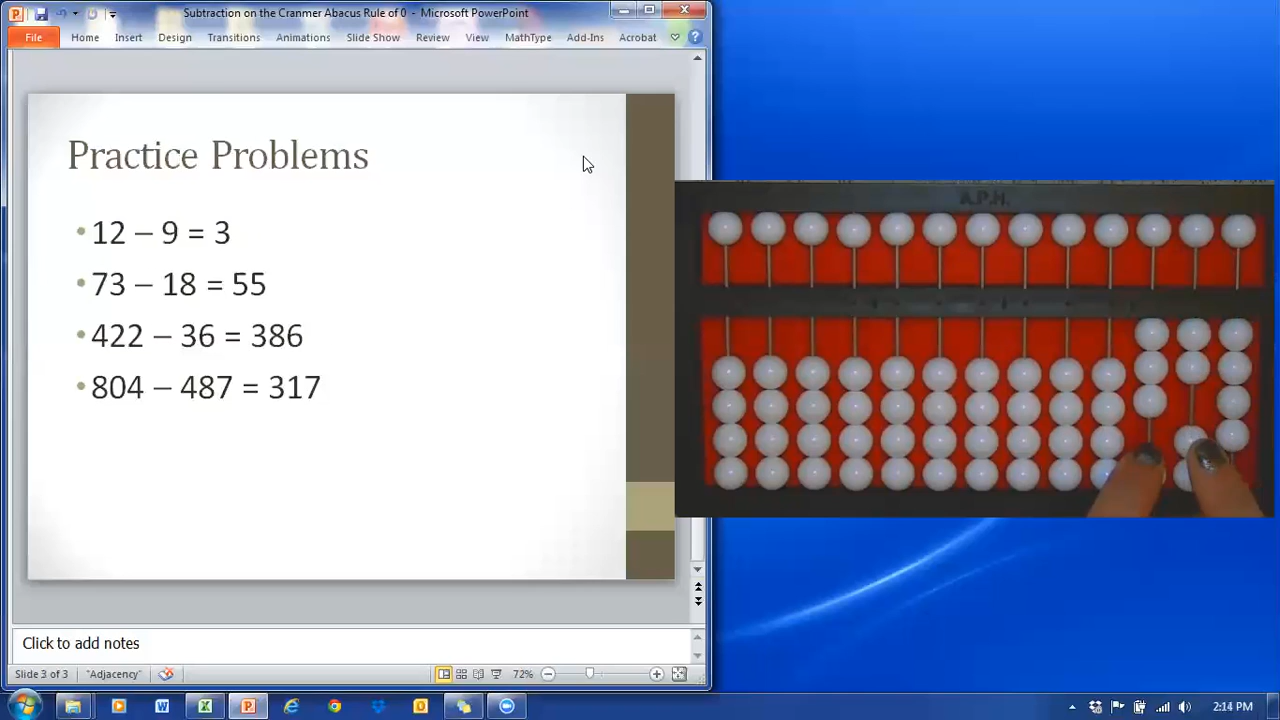 Subtraction on the Cranmer Abacus Rule of 0 - Microsoft PowerPoint
File Home Insert Design Transitions Animations Slide Show Review View MathType Add-Ins Acrobat
Practice Problems
• 12 – 9 = 3
• 73 – 18 = 55
• 422 – 36 = 386
• 804 – 487 = 317
A.P.H.
Click to add notes
Slide 3 of 3 "Adjacency" 72%
2:14 PM